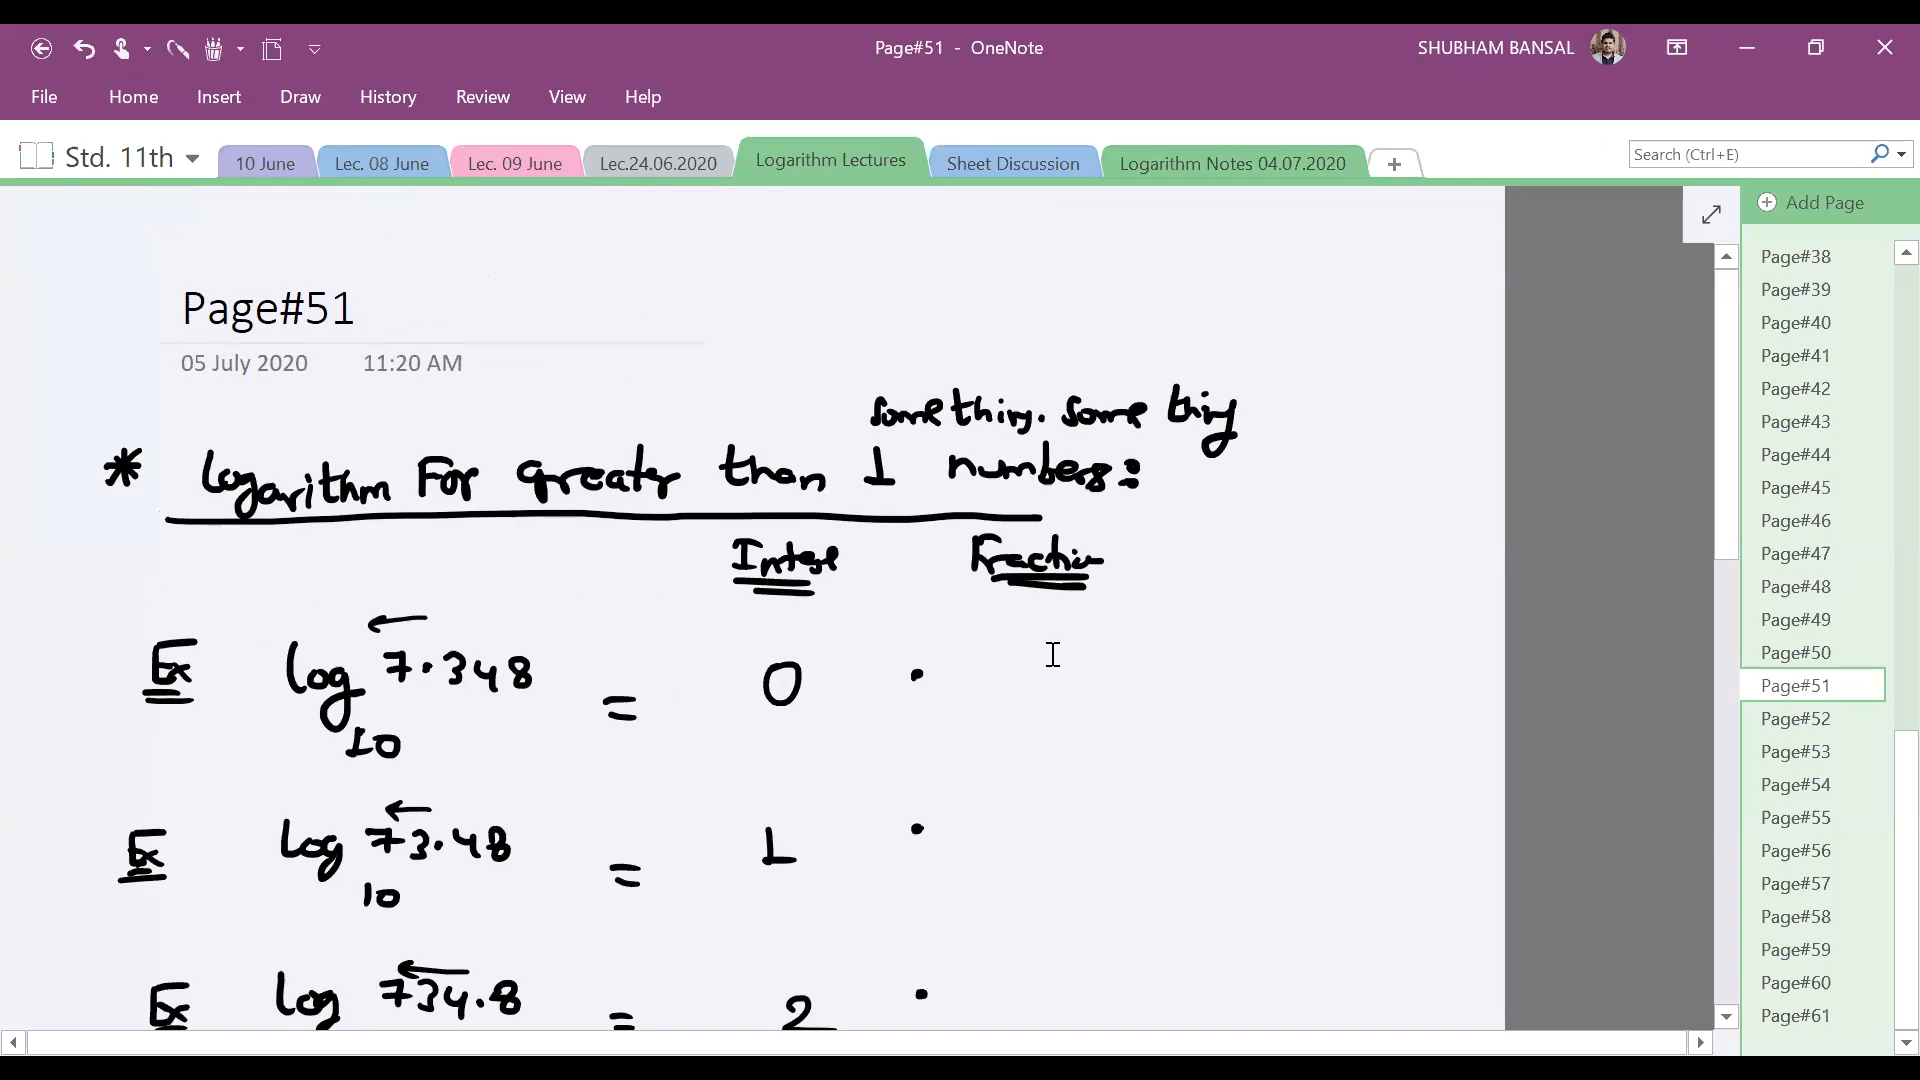 Page#51 - OneNote
SHUBHAM BANSAL
File Home Insert Draw History Review View Help
Std. 11th
10 June
Lec. 08 June
Lec. 09 June
Lec.24.06.2020
Logarithm Lectures
Sheet Discussion
Logarithm Notes 04.07.2020
Search (Ctrl+E)
Add Page
Page#51
05 July 2020 11:20 AM
something. something
* Logarithm For greater than 1 numbers:
Fraction
Ex log 7.348 = 0 .
10
Ex log 73.48 = 1 .
10
Ex log 734.8 = 2 .
Page#38
Page#39
Page#40
Page#41
Page#42
Page#43
Page#44
Page#45
Page#46
Page#47
Page#48
Page#49
Page#50
Page#51
Page#52
Page#53
Page#54
Page#55
Page#56
Page#57
Page#58
Page#59
Page#60
Page#61